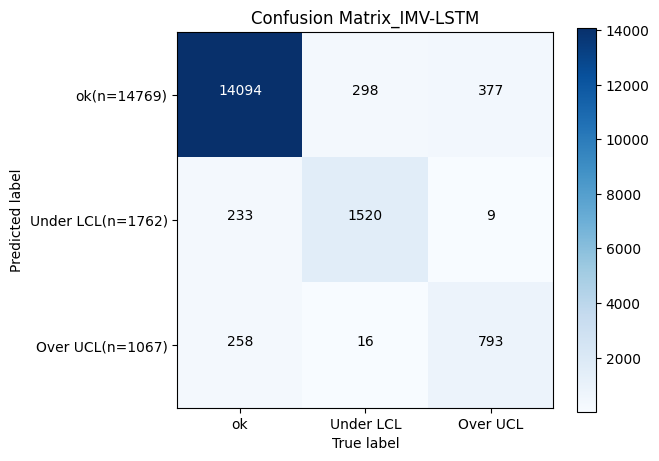 Confusion Matrix_IMV-LSTM
14000
ok(n=14769) 14094 298 377
12000
10000
Predicted label
Under LCL(n=1762) 233 1520 9
8000
6000
4000
Over UCL(n=1067) 258 16 793
2000
ok Under LCL Over UCL
True label